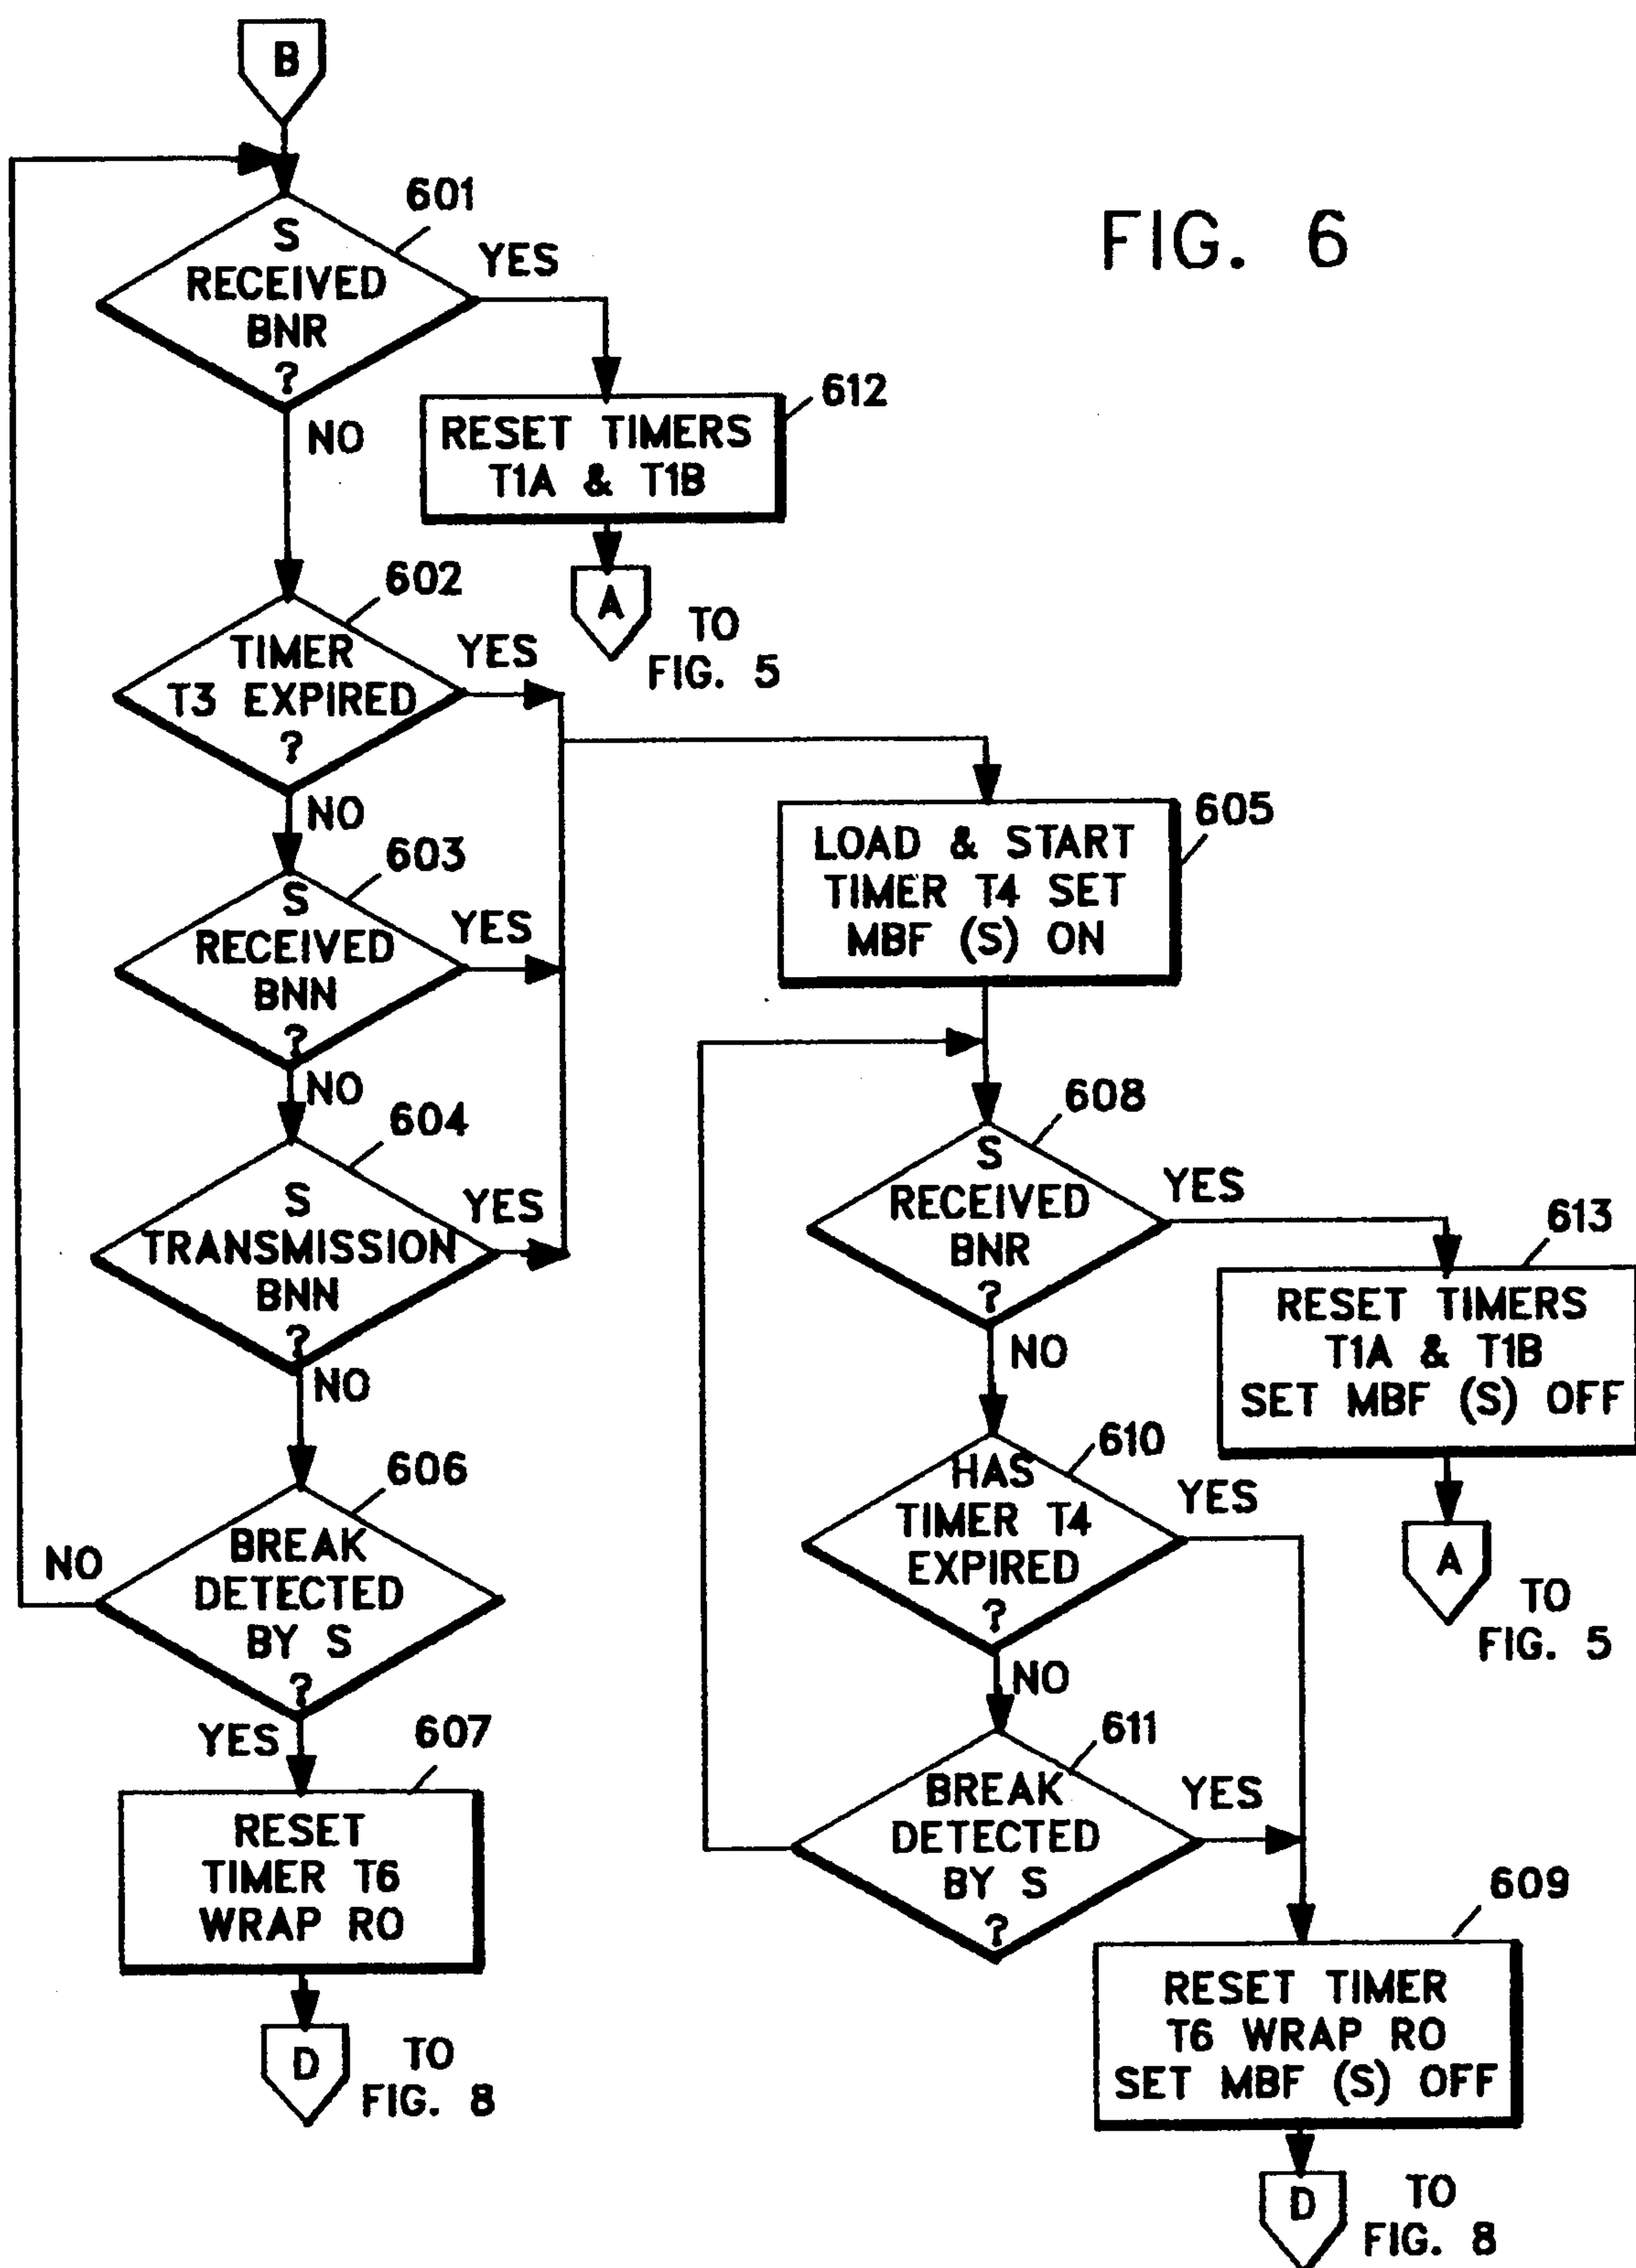 B
FIG. 6
601
S
RECEIVED
BNR
?
YES
NO
612
RESET TIMERS
T1A & T1B
A
TO
FIG. 5
602
TIMER
T3 EXPIRED
?
YES
NO
603
S
RECEIVED
BNN
?
YES
NO
604
S
TRANSMISSION
BNN
?
YES
NO
606
BREAK
DETECTED
BY S
?
NO
YES
607
RESET
TIMER T6
WRAP RO
D
TO
FIG. 8
605
LOAD & START
TIMER T4 SET
MBF (S) ON
608
S
RECEIVED
BNR
?
YES
NO
613
RESET TIMERS
T1A & T1B
SET MBF (S) OFF
A
TO
FIG. 5
610
HAS
TIMER T4
EXPIRED
?
YES
NO
611
BREAK
DETECTED
BY S
?
YES
609
RESET TIMER
T6 WRAP RO
SET MBF (S) OFF
D
TO
FIG. 8